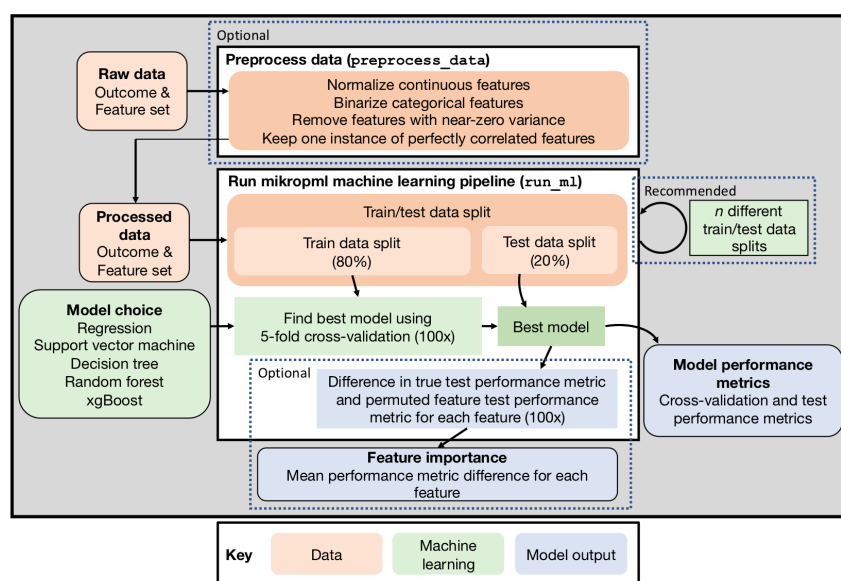 Optional
Preprocess data (preprocess_data)
Normalize continuous features
Binarize categorical features
Remove features with near-zero variance
Keep one instance of perfectly correlated features
Raw data
Outcome &
Feature set
Run mikropml machine learning pipeline (run_ml)
Train/test data split
Train data split
(80%)
Test data split
(20%)
Recommended
n different
train/test data
splits
Processed
data
Outcome &
Feature set
Model choice
Regression
Support vector machine
Decision tree
Random forest
xgBoost
Find best model using
5-fold cross-validation (100x)
Best model
Optional
Difference in true test performance metric
and permuted feature test performance
metric for each feature (100x)
Model performance
metrics
Cross-validation and test
performance metrics
Feature importance
Mean performance metric difference for each
feature
Key
Data
Machine
learning
Model output